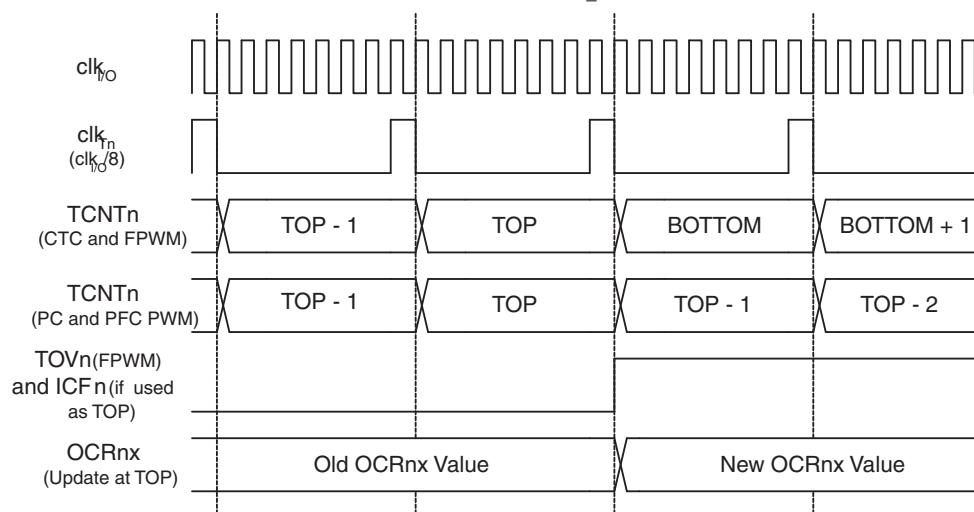 clkI/O
clkTn
(clkI/O/8)
TCNTn
(CTC and FPWM)
TOP - 1
TOP
BOTTOM
BOTTOM + 1
TCNTn
(PC and PFC PWM)
TOP - 1
TOP
TOP - 1
TOP - 2
TOVn(FPWM)
and ICFn(if used
as TOP)
OCRnx
(Update at TOP)
Old OCRnx Value
New OCRnx Value